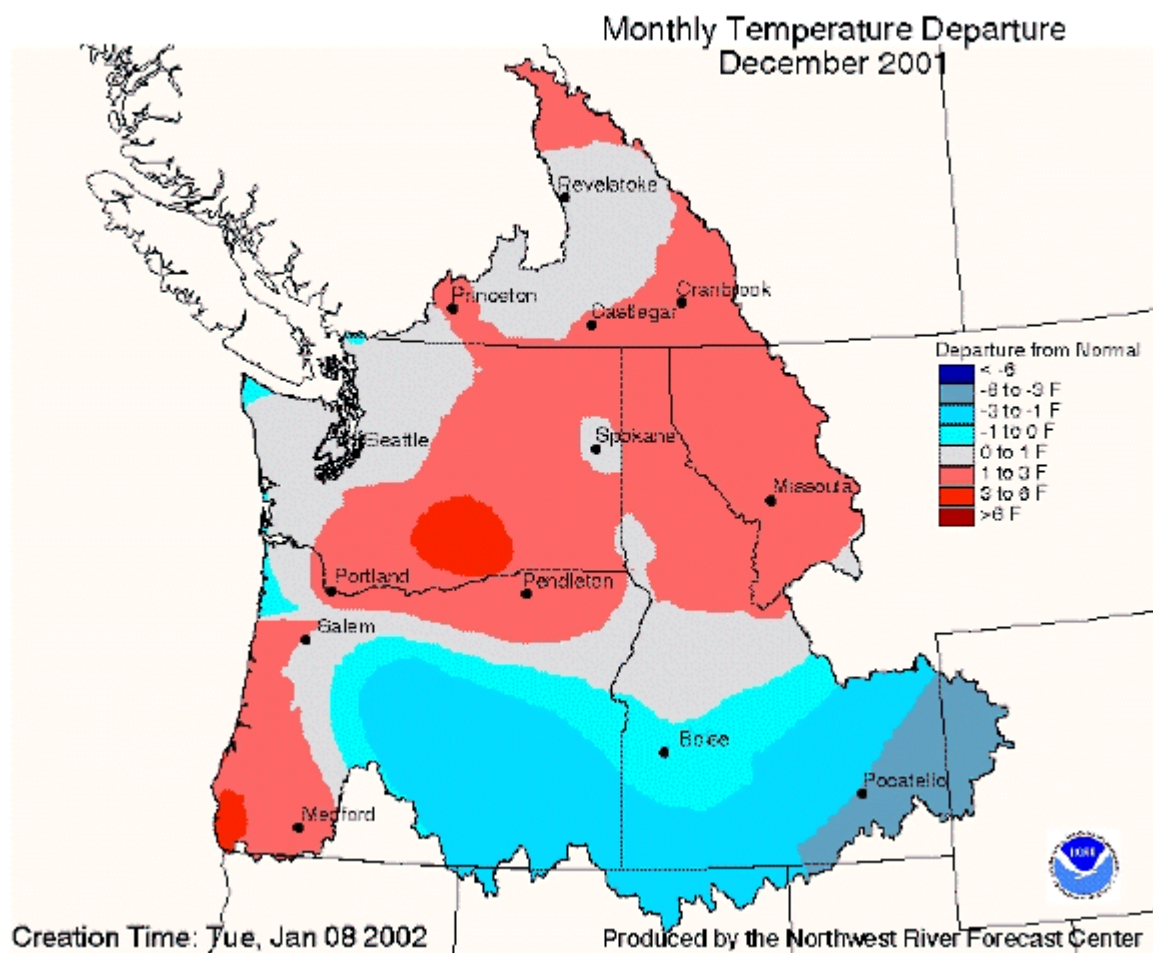 Monthly Temperature Departure
December 2001
Revelatoke
Princeton
Cranbrook
Castlegar
Departure from Normal
< -6
-6 to -3 F
-3 to -1 F
-1 to 0 F
0 to 1 F
1 to 3 F
3 to 6 F
>6 F
Seattle
Spokane
Missoula
Portland
Pendleton
Salem
Boise
Pocatello
Medford
Creation Time: Tue, Jan 08 2002
Produced by the Northwest River Forecast Center